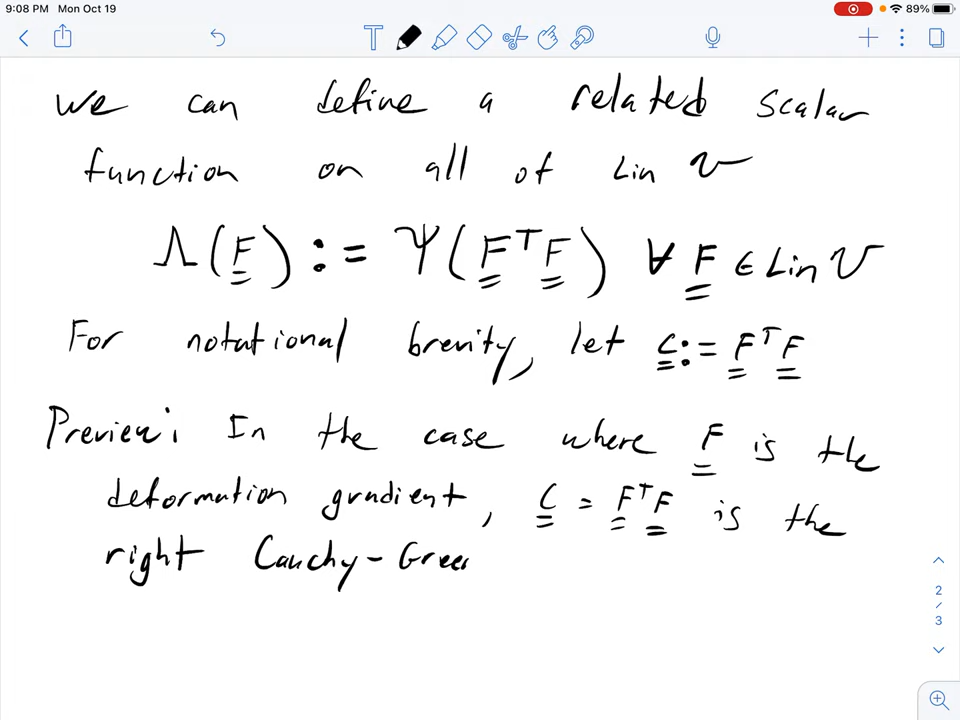 9:08 PM Mon Oct 19 89%
T
We can define a related scalar
function on all of Lin V
Λ(F) := Ψ(FᵀF) ∀ F ∈ Lin V
For notational brevity, let C := FᵀF
Preview: In the case where F is the
deformation gradient, C = FᵀF is the
right Cauchy-Gree
2
/
3